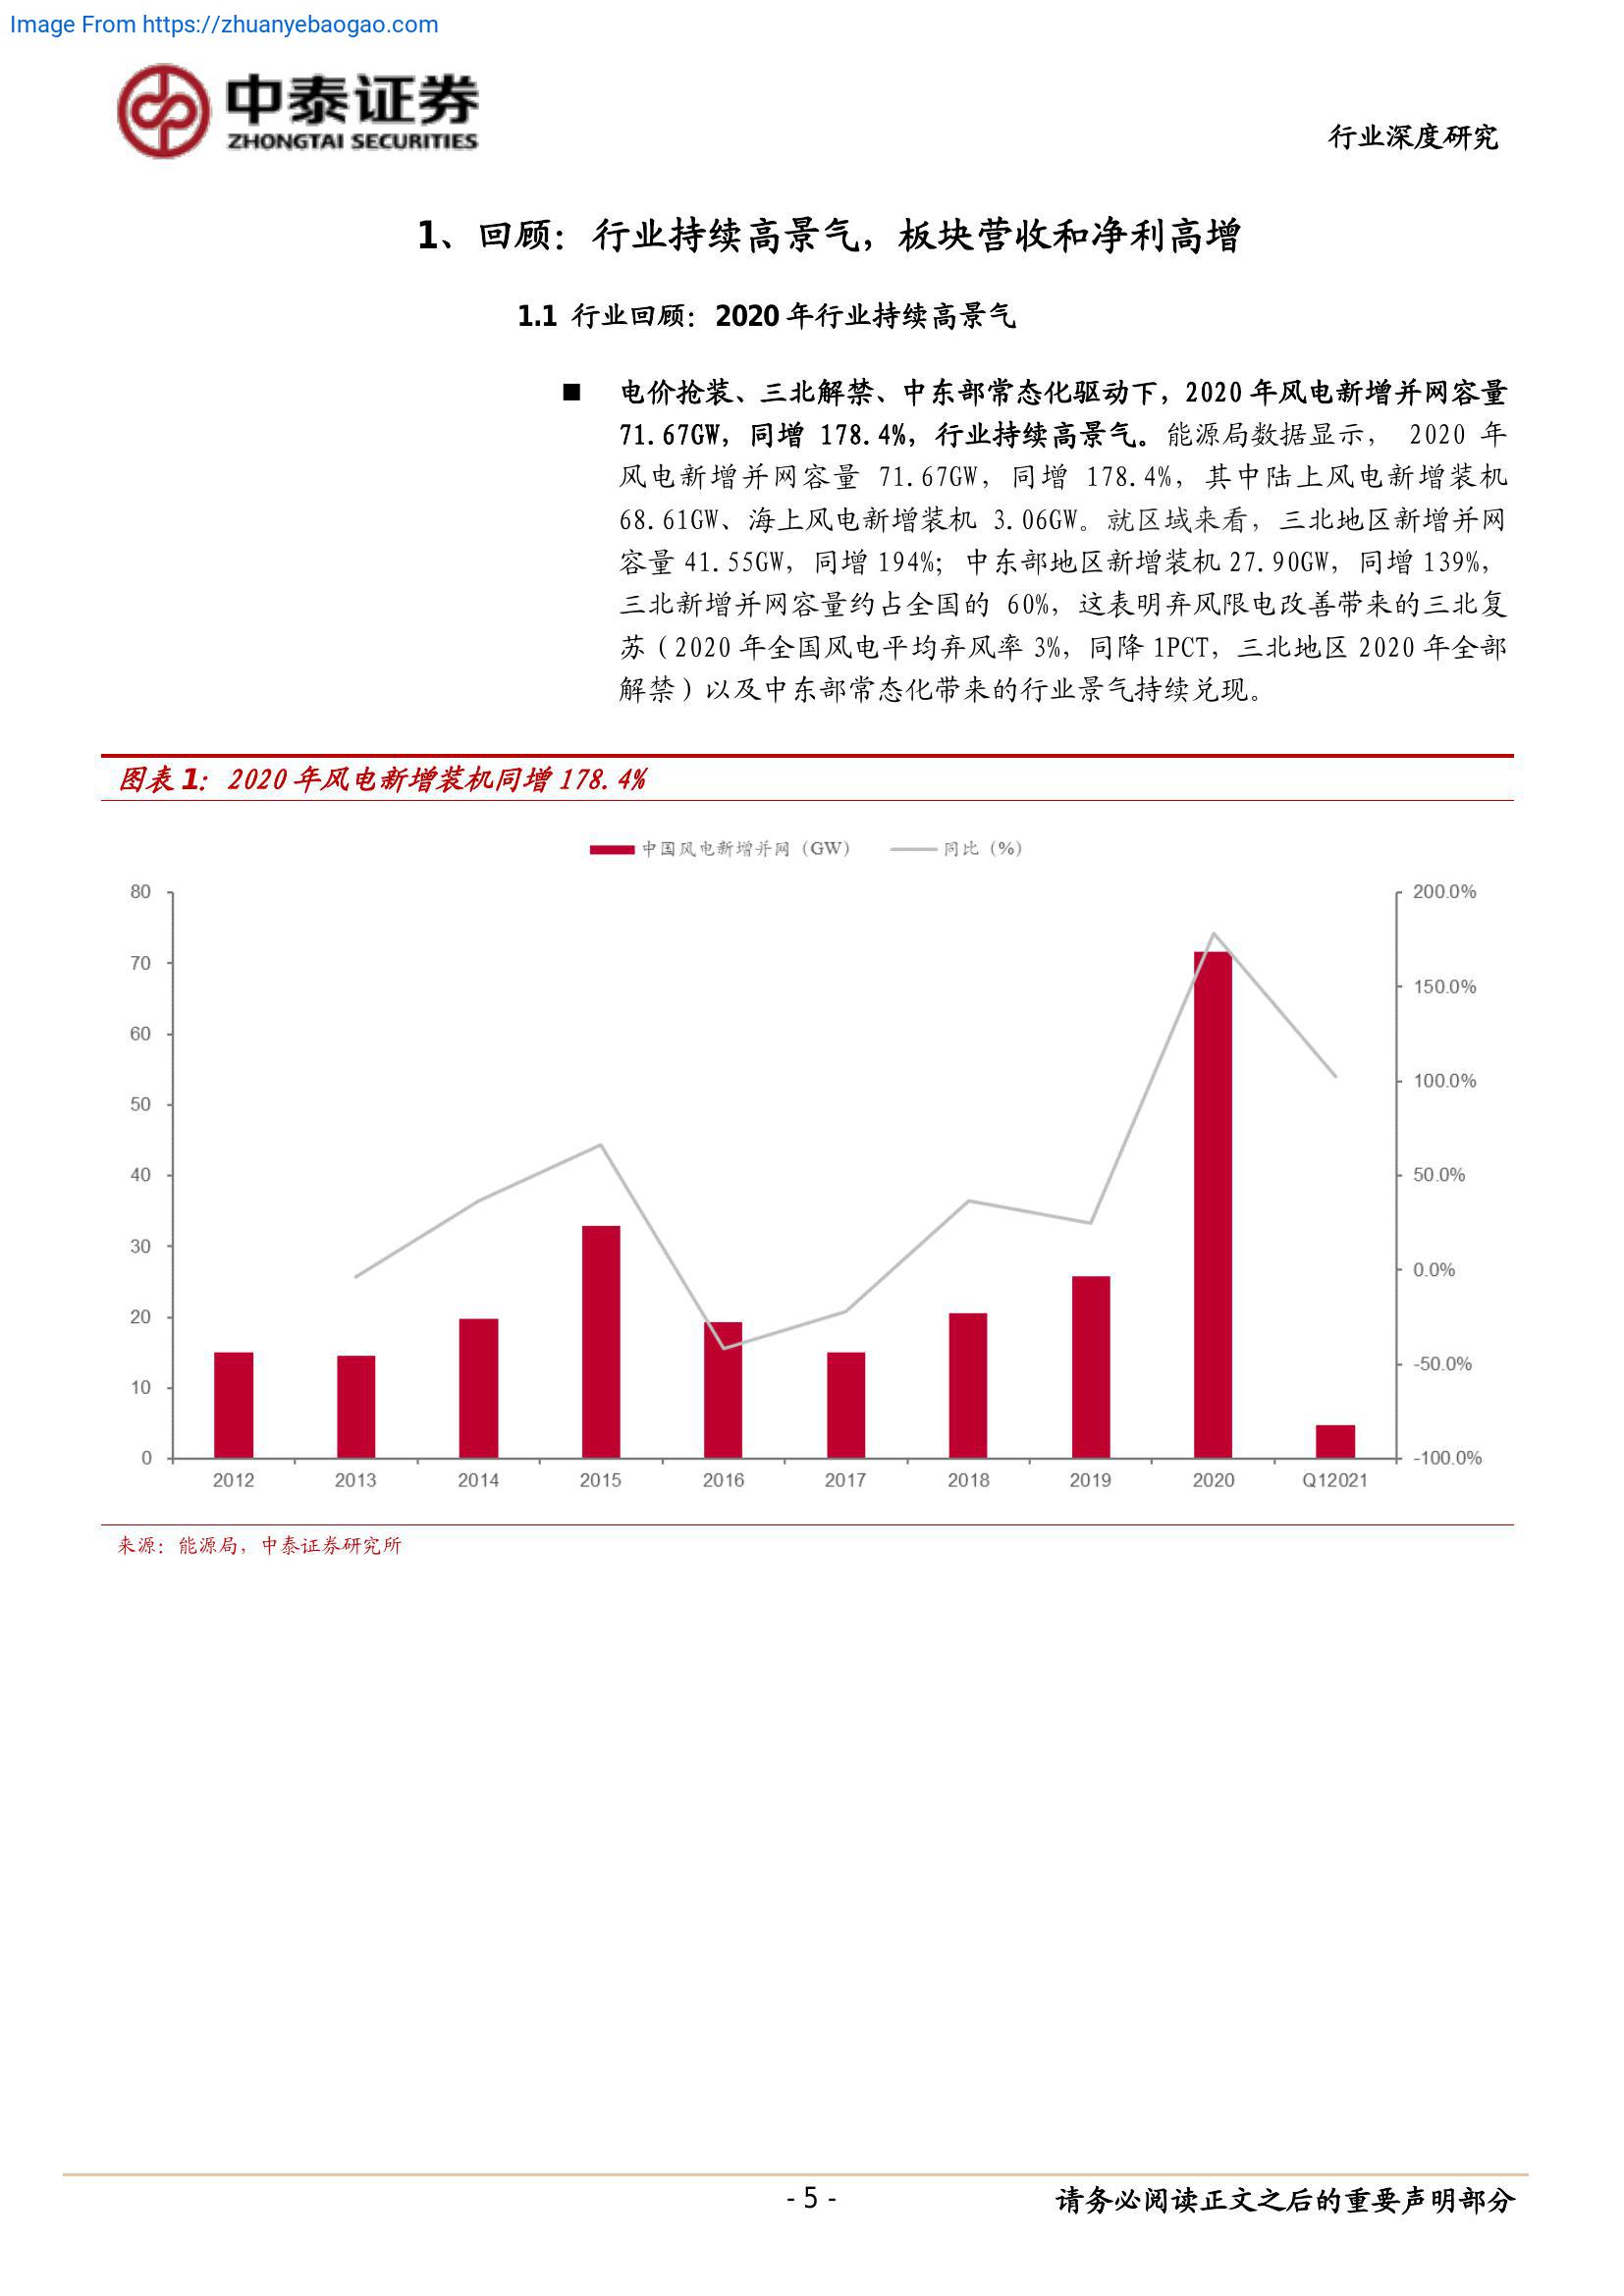 Image From https://zhuanyebaogao.com
中泰证券
ZHONGTAI SECURITIES
行业深度研究
1、回顾：行业持续高景气，板块营收和净利高增
1.1 行业回顾：2020 年行业持续高景气
■ 电价抢装、三北解禁、中东部常态化驱动下，2020 年风电新增并网容量
71.67GW，同增 178.4%，行业持续高景气。能源局数据显示， 2020 年
风电新增并网容量 71.67GW，同增 178.4%，其中陆上风电新增装机
68.61GW、海上风电新增装机 3.06GW。就区域来看，三北地区新增并网
容量 41.55GW，同增 194%；中东部地区新增装机 27.90GW，同增 139%，
三北新增并网容量约占全国的 60%，这表明弃风限电改善带来的三北复
苏（2020 年全国风电平均弃风率 3%，同降 1PCT，三北地区 2020 年全部
解禁）以及中东部常态化带来的行业景气持续兑现。
图表 1：2020 年风电新增装机同增 178.4%
中国风电新增并网（GW） 同比（%）
80 200.0%
70
150.0%
60
50 100.0%
40 50.0%
30
0.0%
20
-50.0%
10
0 -100.0%
2012 2013 2014 2015 2016 2017 2018 2019 2020 Q12021
来源：能源局，中泰证券研究所
- 5 - 请务必阅读正文之后的重要声明部分